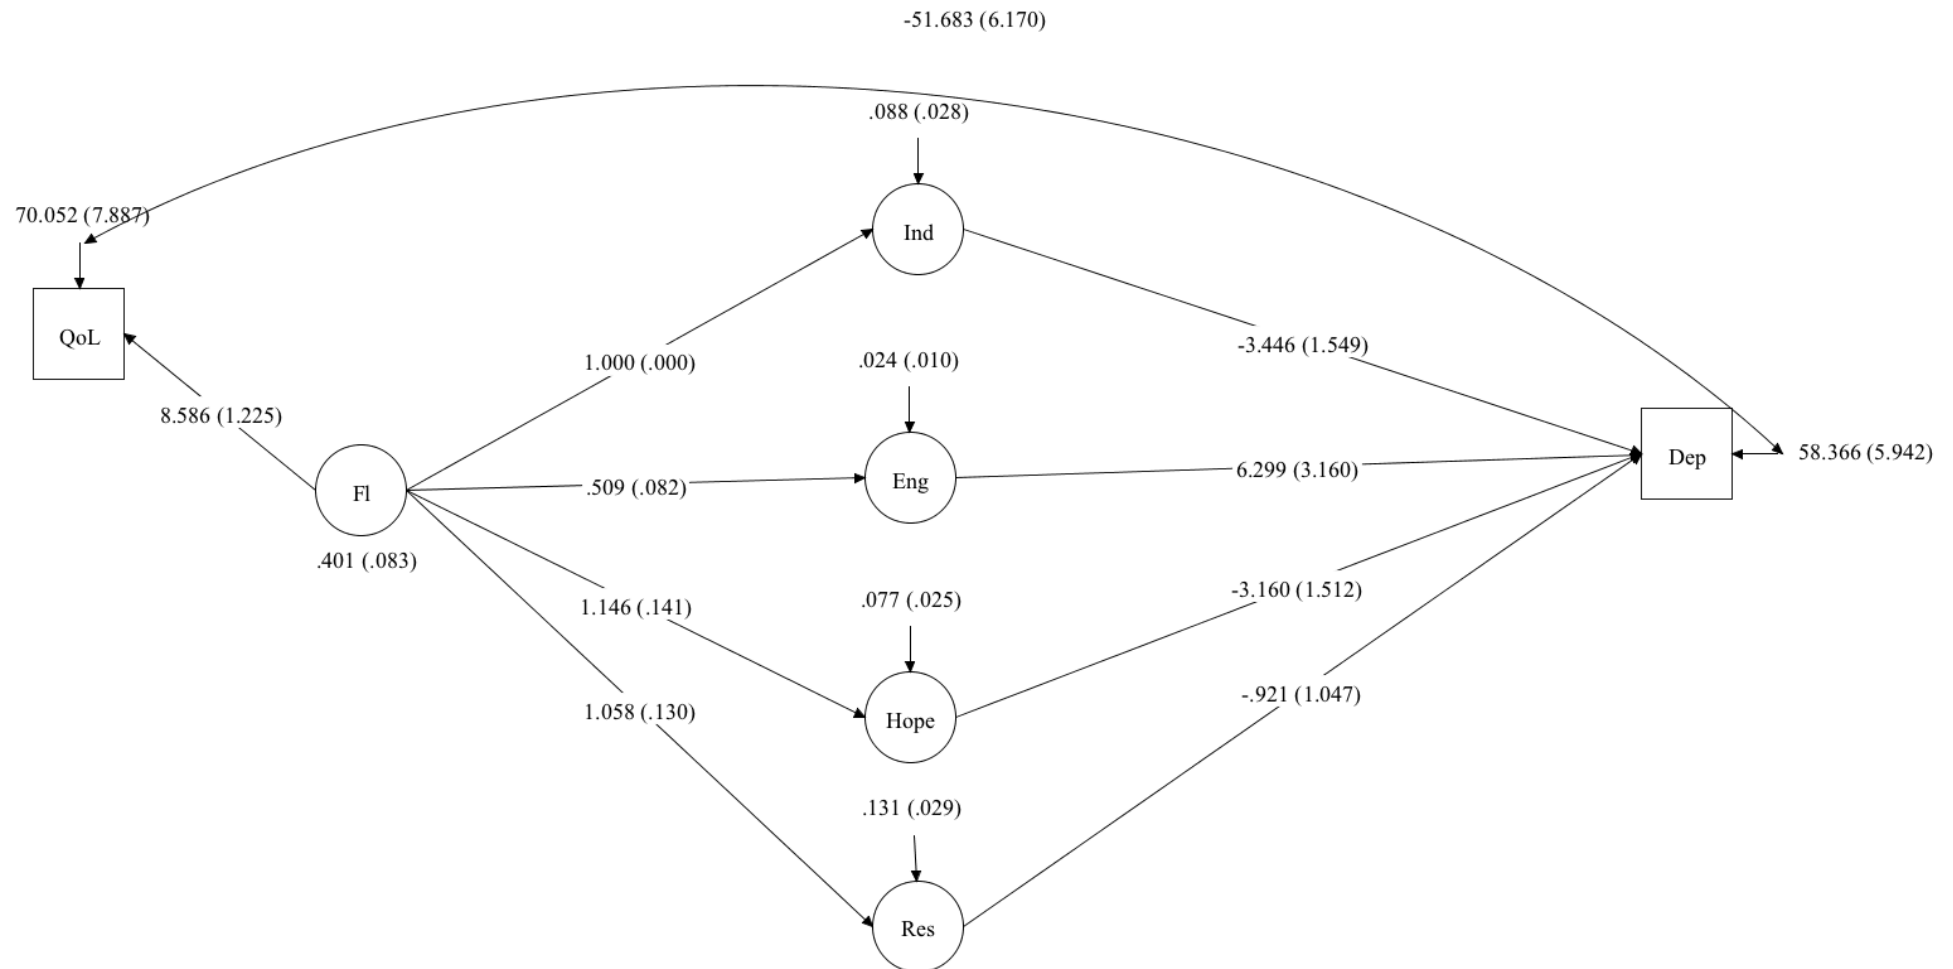 -51.683 (6.170)
.088 (.028)
70.052 (7.887)
Ind
QoL
-3.446 (1.549)
1.000 (.000)
.024 (.010)
8.586 (1.225)
58.366 (5.942)
Dep
6.299 (3.160)
Eng
.509 (.082)
Fl
.401 (.083)
-3.160 (1.512)
.077 (.025)
1.146 (.141)
-.921 (1.047)
1.058 (.130)
Hope
.131 (.029)
Res